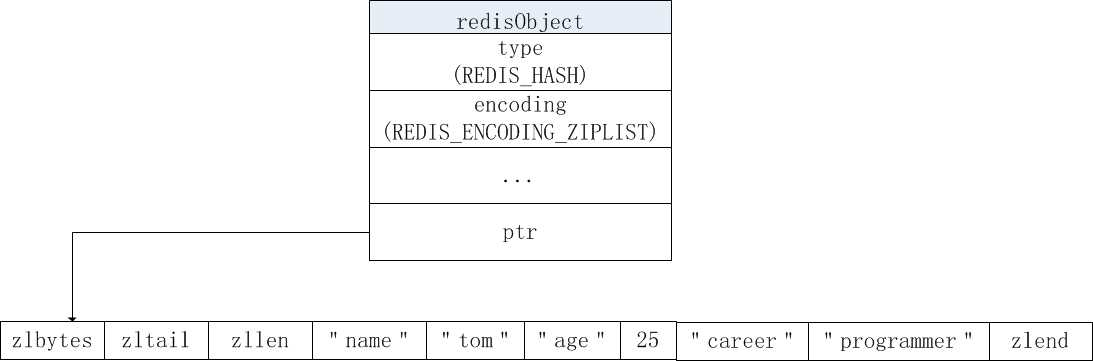 redisObject
type
(REDIS_HASH)
encoding
(REDIS_ENCODING_ZIPLIST)
...
ptr
zlbytes zltail zllen "name" "tom" "age" 25 "career" "programmer" zlend